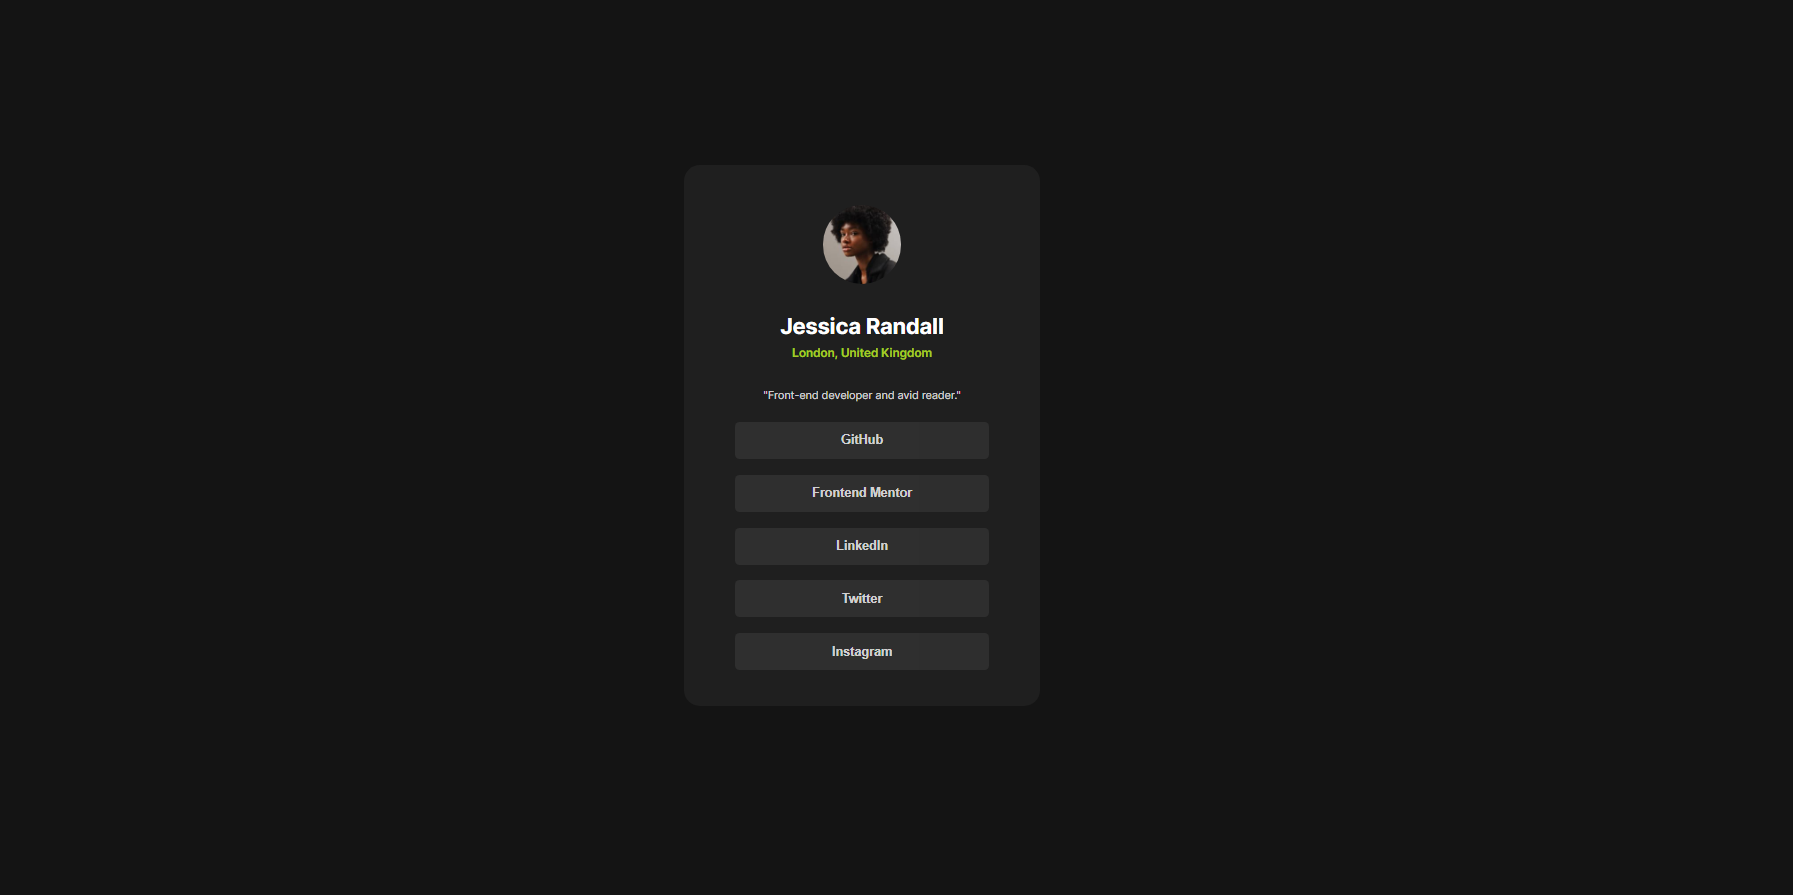 Jessica Randall
London, United Kingdom
"Front-end developer and avid reader."
GitHub
Frontend Mentor
LinkedIn
Twitter
Instagram